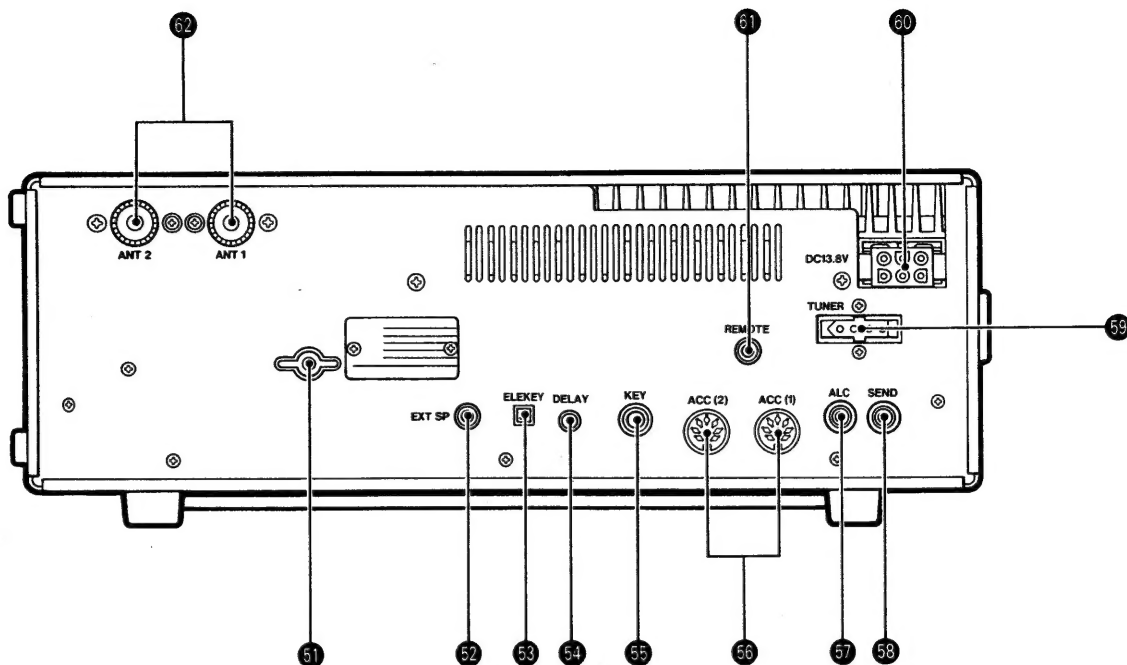 62
61
60
ANT 2
ANT 1
DC13.8V
TUNER
59
REMOTE
EXT SP
ELEKEY
DELAY
KEY
ACC (2)
ACC (1)
ALC
SEND
51
52
53
54
55
56
57
58